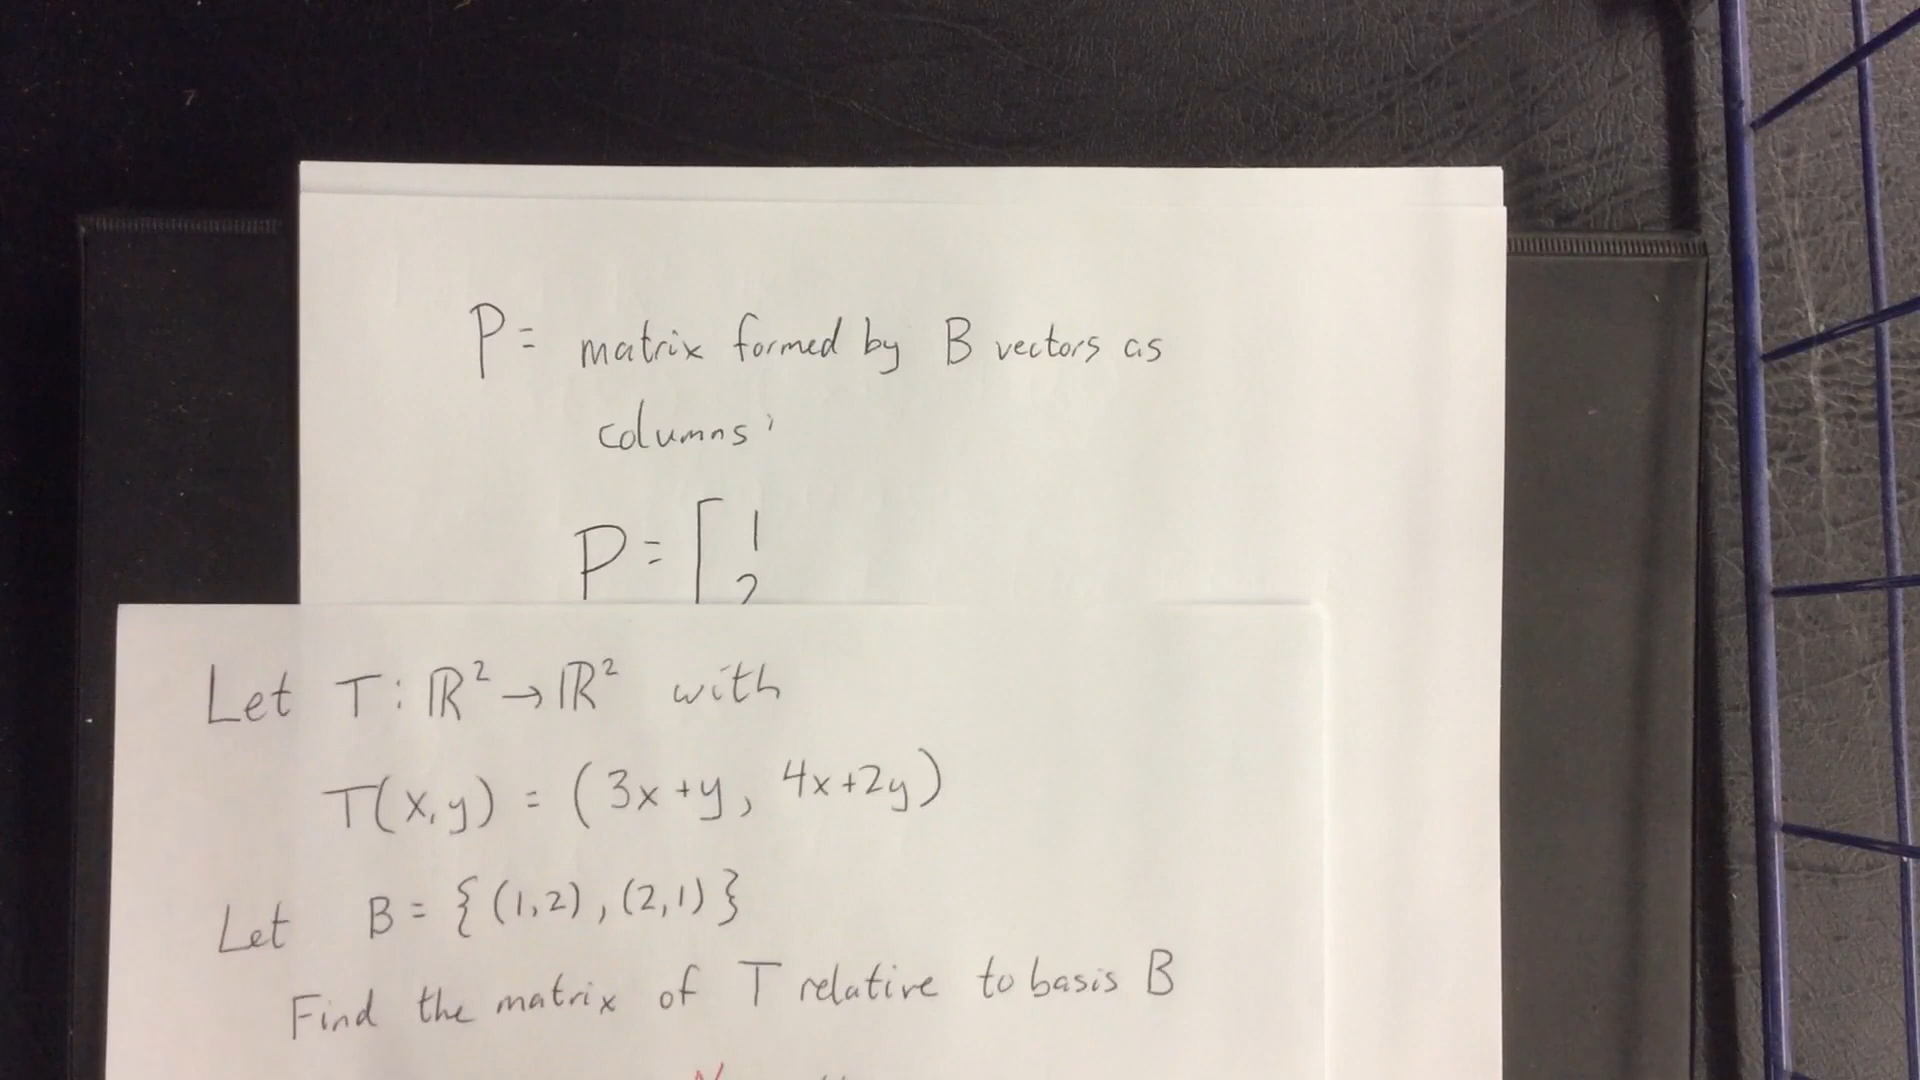 P = matrix formed by B vectors as
columns:
P = [ 1
2
Let T: ℝ² → ℝ² with
T(x,y) = (3x+y, 4x+2y)
Let B = {(1,2), (2,1)}
Find the matrix of T relative to basis B